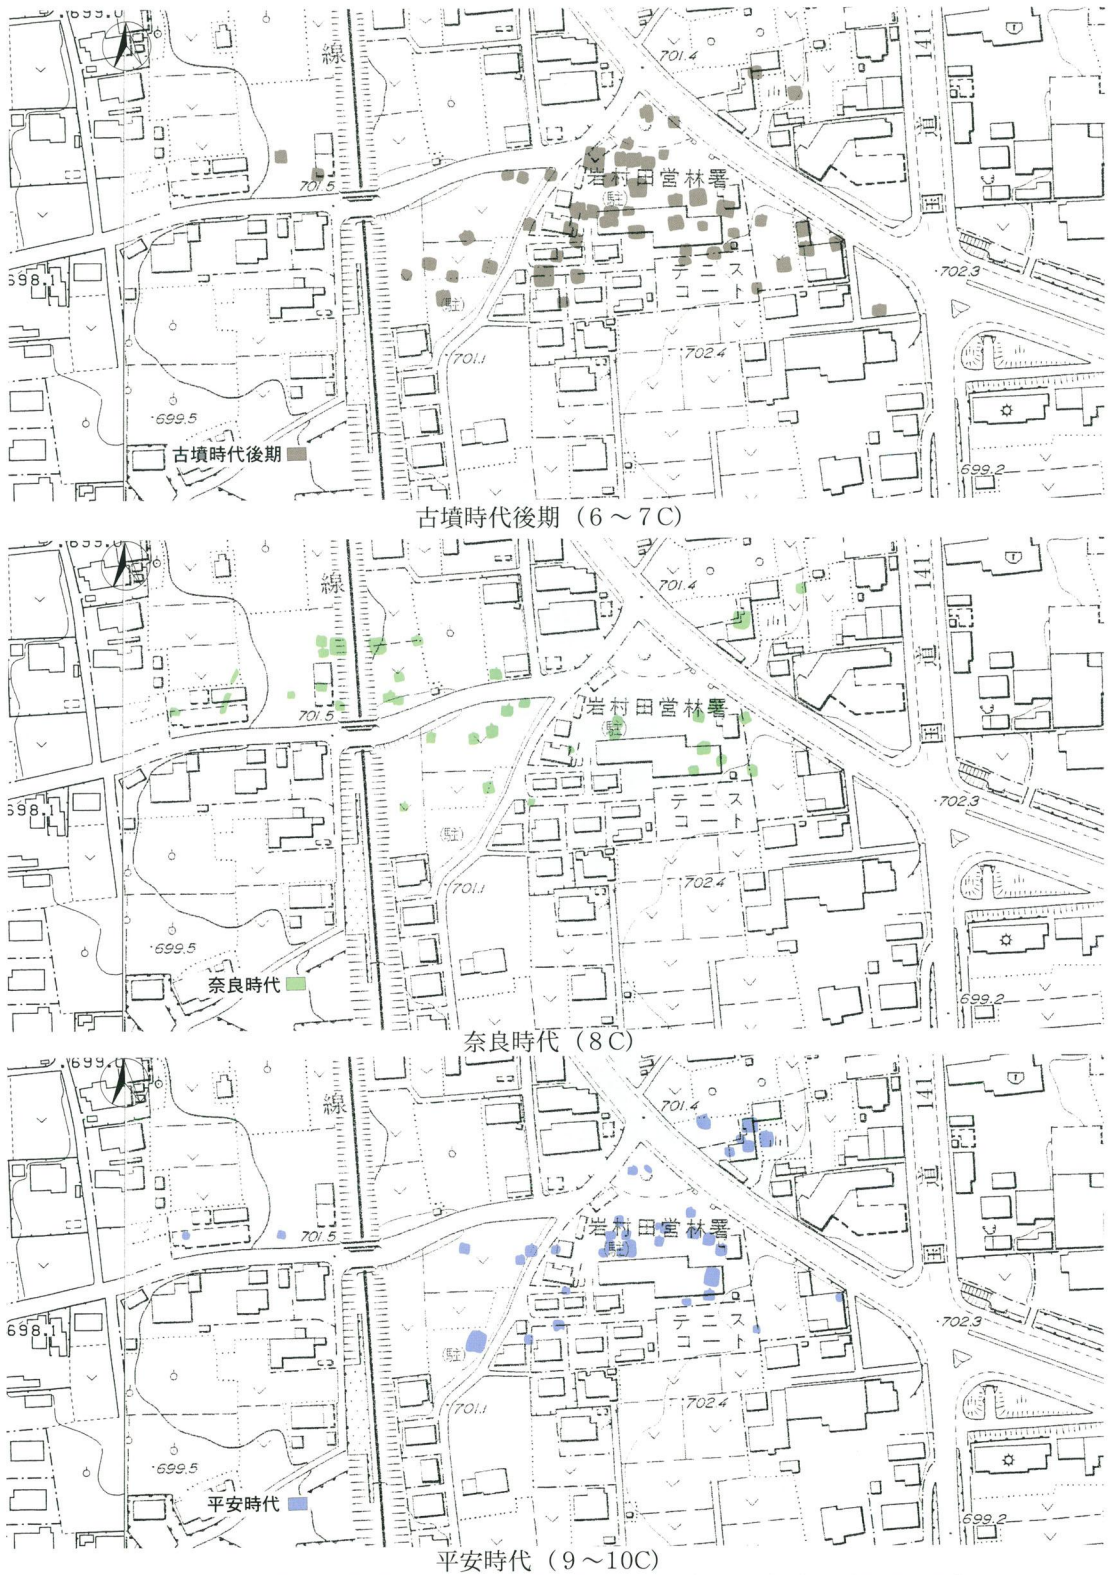 .699.0
線
701.4
141
道
国
岩村田営林署
(駐)
701.5
テニス
コート
698.1
702.3
(駐)
701.1
702.4
699.5
699.2
古墳時代後期
古墳時代後期 (6～7C)
.699.0
線
701.4
141
道
国
岩村田営林署
(駐)
701.5
テニス
コート
698.1
702.3
(駐)
701.1
702.4
699.5
699.2
奈良時代
奈良時代 (8C)
.699.0
線
701.4
141
道
国
岩村田営林署
(駐)
701.5
テニス
コート
698.1
702.3
(駐)
701.1
702.4
699.5
699.2
平安時代
平安時代 (9～10C)